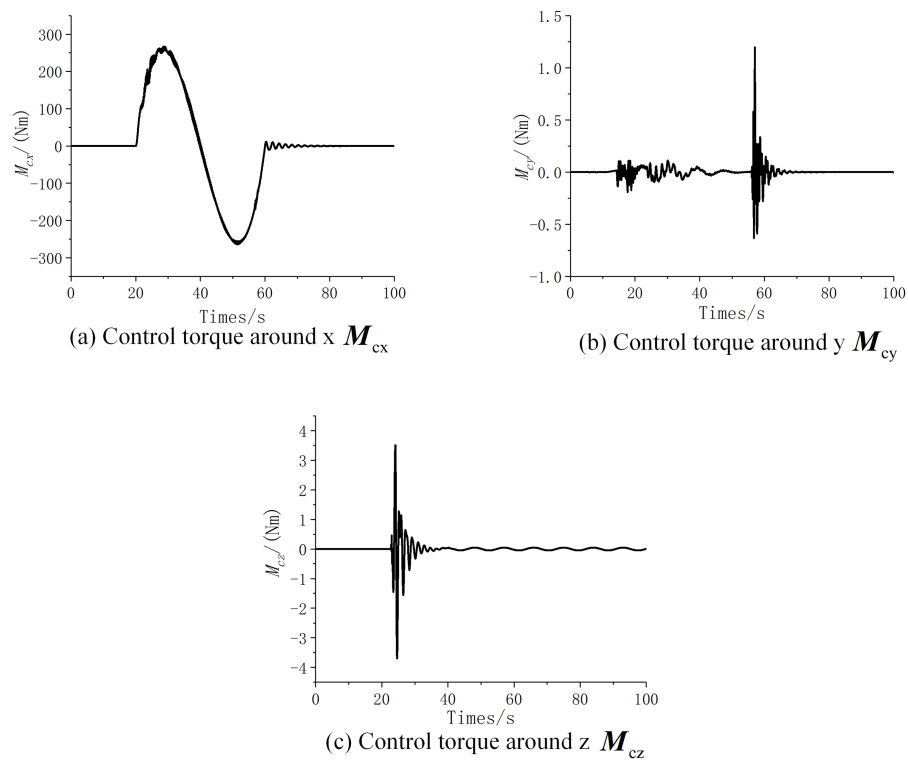 300
200
100
0
-100
-200
-300
M_cx/(Nm)
0 20 40 60 80 100
Times/s
(a) Control torque around x M_cx
1.5
1.0
0.5
0.0
-0.5
-1.0
M_cy/(Nm)
0 20 40 60 80 100
Times/s
(b) Control torque around y M_cy
4
3
2
1
0
-1
-2
-3
-4
M_cz/(Nm)
0 20 40 60 80 100
Times/s
(c) Control torque around z M_cz